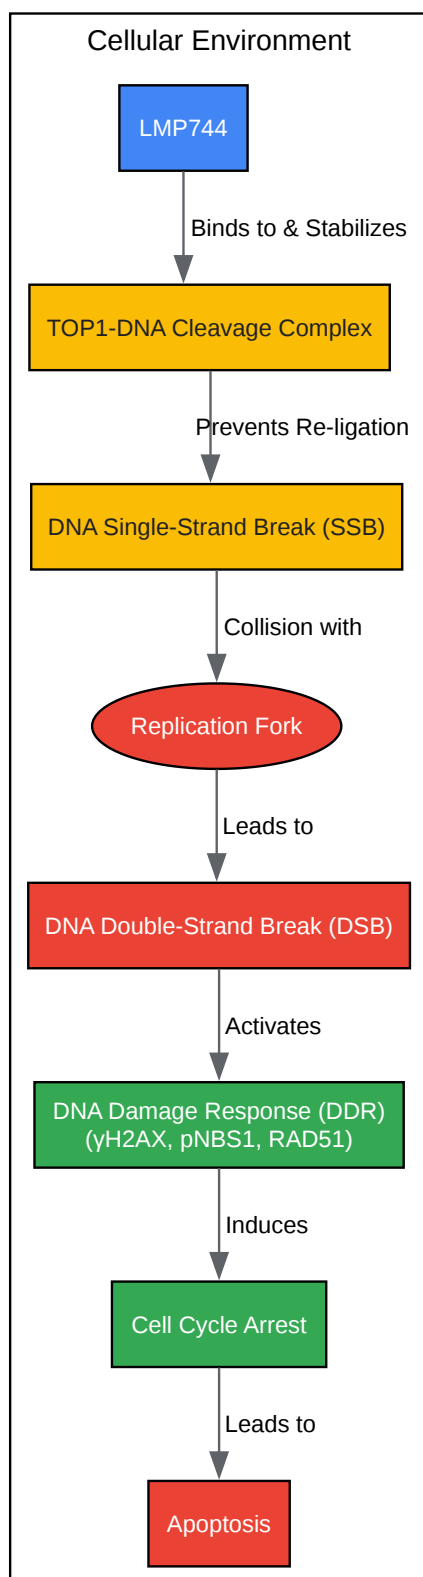 Cellular Environment
LMP744
Binds to & Stabilizes
TOP1-DNA Cleavage Complex
Prevents Re-ligation
DNA Single-Strand Break (SSB)
Collision with
Replication Fork
Leads to
DNA Double-Strand Break (DSB)
Activates
DNA Damage Response (DDR)
(γH2AX, pNBS1, RAD51)
Induces
Cell Cycle Arrest
Leads to
Apoptosis